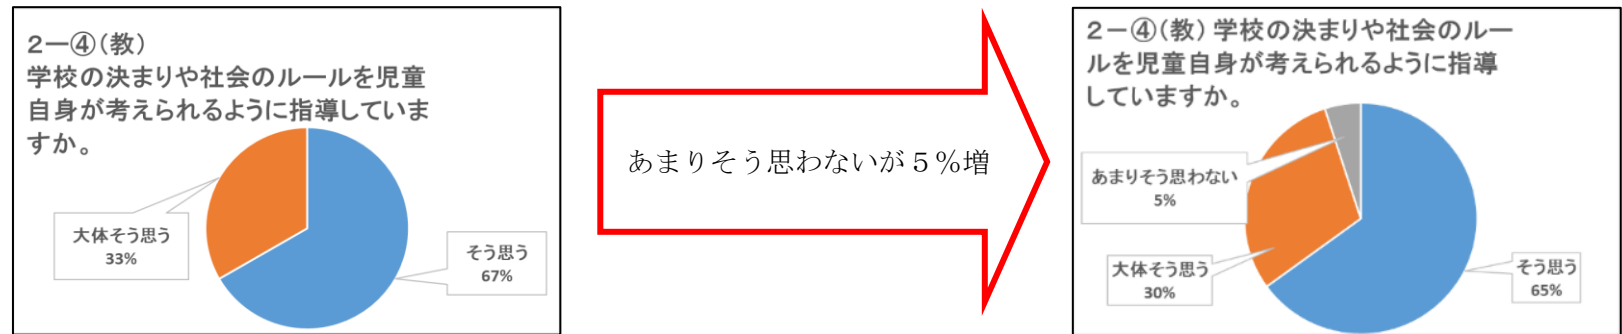 2ー④(教)
学校の決まりや社会のルールを児童
自身が考えられるように指導していま
すか。
大体そう思う
33%
そう思う
67%
あまりそう思わないが５％増
2ー④(教) 学校の決まりや社会のルー
ルを児童自身が考えられるように指導
していますか。
あまりそう思わない
5%
大体そう思う
30%
そう思う
65%